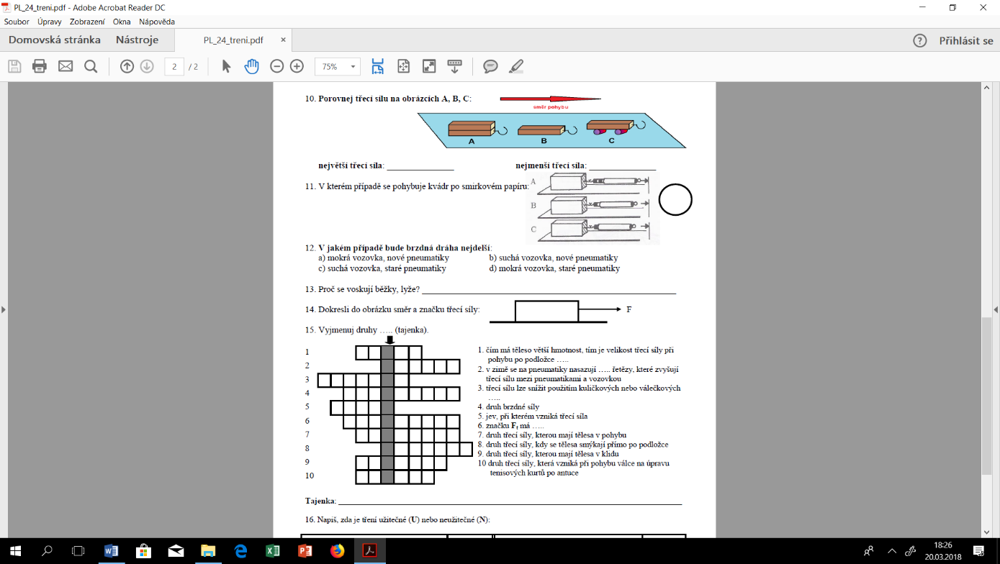 PL_24_treni.pdf - Adobe Acrobat Reader DC
Soubor Úpravy Zobrazení Okna Nápověda
Domovská stránka Nástroje PL_24_treni.pdf × ? Přihlásit se
2 / 2 75%
10. Porovnej třecí sílu na obrázcích A, B, C:
směr pohybu
A B C
největší třecí síla: ________________ nejmenší třecí síla: ________________
11. V kterém případě se pohybuje kvádr po smirkovém papíru:
A
B
C
12. V jakém případě bude brzdná dráha nejdelší:
a) mokrá vozovka, nové pneumatiky b) suchá vozovka, nové pneumatiky
c) suchá vozovka, staré pneumatiky d) mokrá vozovka, staré pneumatiky
13. Proč se voskují běžky, lyže? ________________
14. Dokresli do obrázku směr a značku třecí síly: F
15. Vyjmenuj druhy ….. (tajenka).
1
2
3
4
5
6
7
8
9
10
1. čím má těleso větší hmotnost, tím je velikost třecí síly při
pohybu po podložce …..
2. v zimě se na pneumatiky nasazují ….. řetězy, které zvyšují
třecí sílu mezi pneumatikami a vozovkou
3. třecí sílu lze snížit použitím kuličkových nebo válečkových
…..
4. druh brzdné síly
5. jev, při kterém vzniká třecí síla
6. značku Ft má …..
7. druh třecí síly, kterou mají tělesa v pohybu
8. druh třecí síly, kdy se tělesa smýkají přímo po podložce
9. druh třecí síly, kterou mají tělesa v klidu
10 druh třecí síly, která vzniká při pohybu válce na úpravu
tenisových kurtů po antuce
Tajenka: ________________
16. Napiš, zda je tření užitečné (U) nebo neužitečné (N):
18:26
20.03.2018